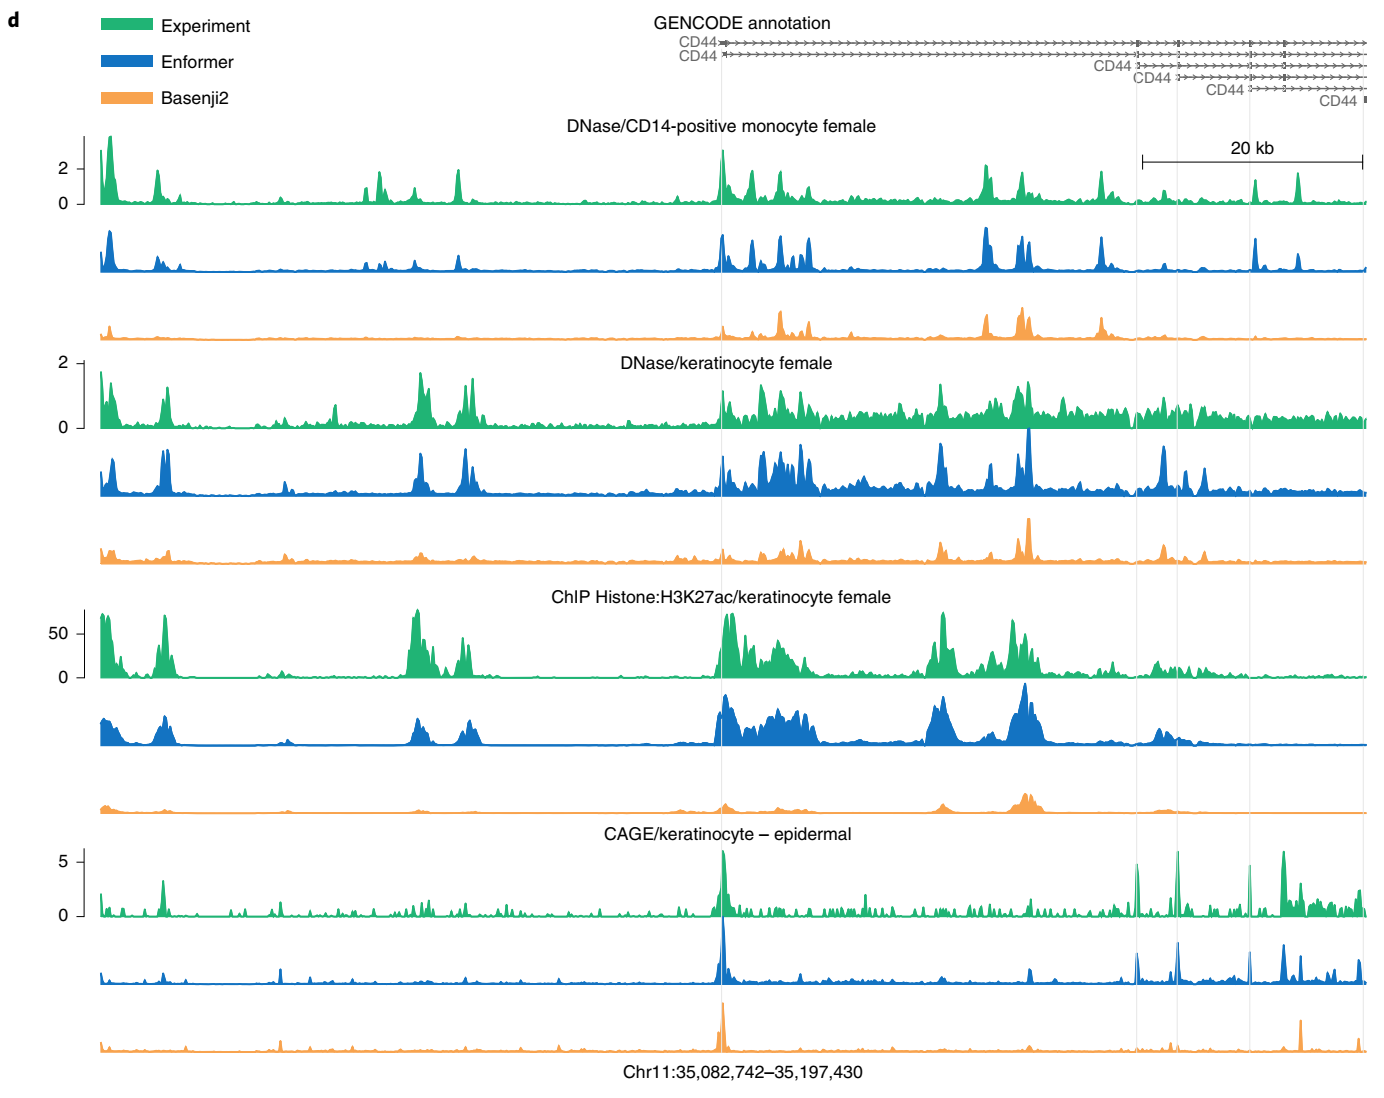 d
Experiment
Enformer
Basenji2
GENCODE annotation
CD44
CD44
CD44
CD44
CD44
CD44
DNase/CD14-positive monocyte female
20 kb
2
0
DNase/keratinocyte female
2
0
ChIP Histone:H3K27ac/keratinocyte female
50
0
CAGE/keratinocyte – epidermal
5
0
Chr11:35,082,742–35,197,430